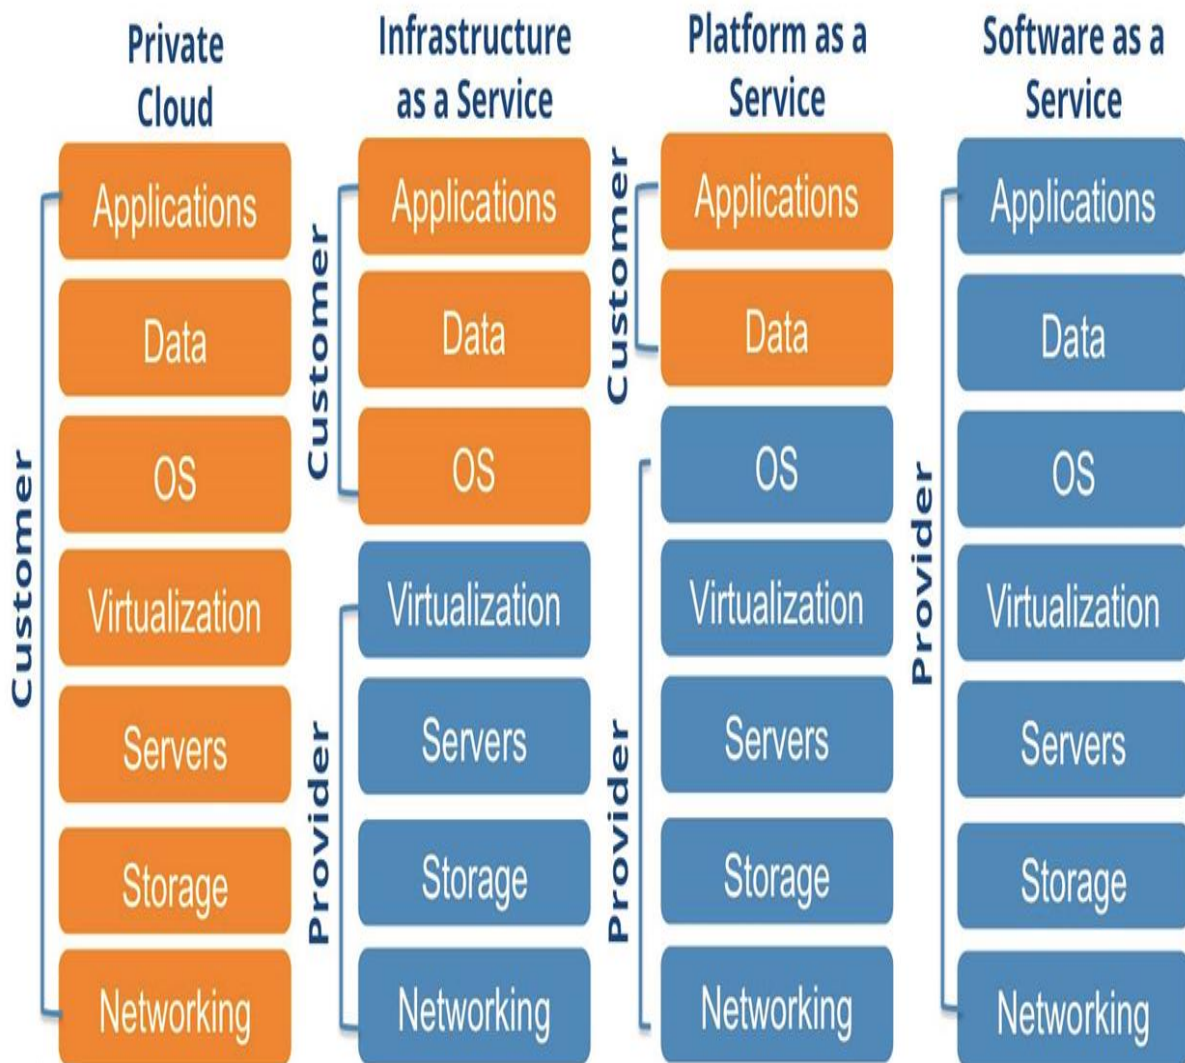 Private
Cloud
Customer
Applications
Data
OS
Virtualization
Servers
Storage
Networking
Infrastructure
as a Service
Customer
Applications
Data
OS
Provider
Virtualization
Servers
Storage
Networking
Platform as a
Service
Customer
Applications
Data
Provider
OS
Virtualization
Servers
Storage
Networking
Software as a
Service
Provider
Applications
Data
OS
Virtualization
Servers
Storage
Networking